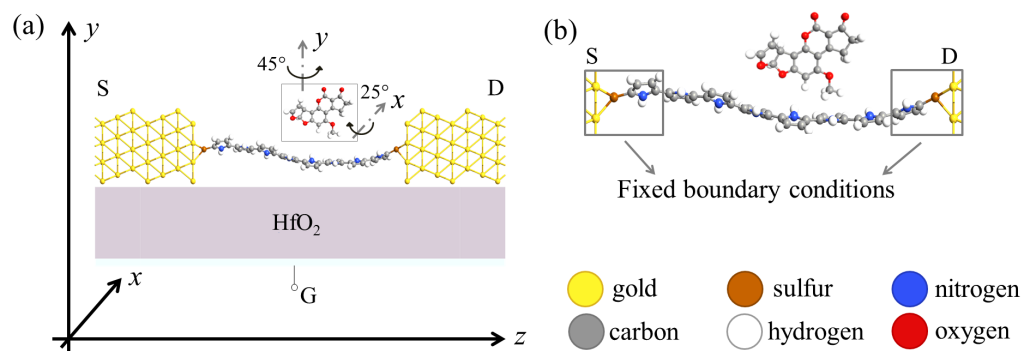 (a)
y
y
45°
S
25°
x
D
HfO₂
x
G
z
(b)
S
D
Fixed boundary conditions
gold
sulfur
nitrogen
carbon
hydrogen
oxygen